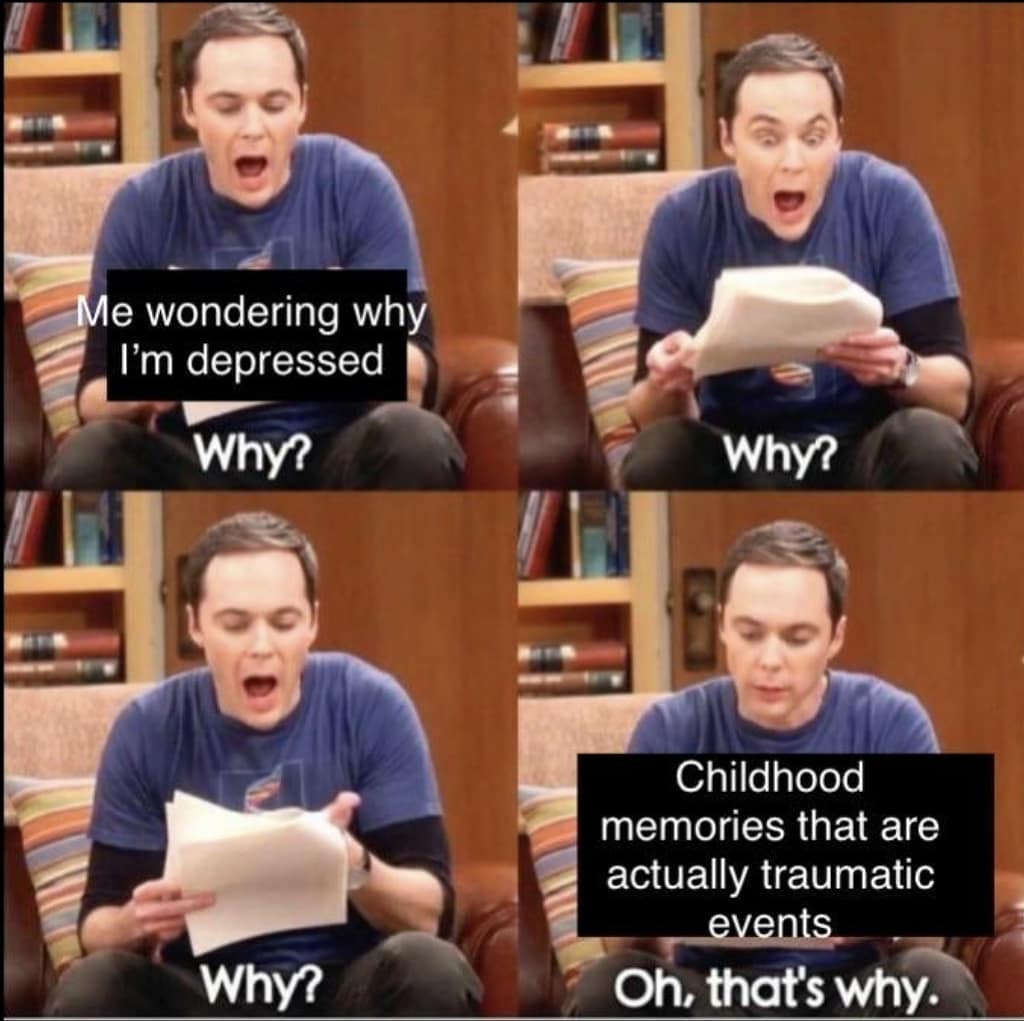 Me wondering why
I'm depressed
Why?
Why?
Why?
Childhood
memories that are
actually traumatic
events
Oh, that's why.